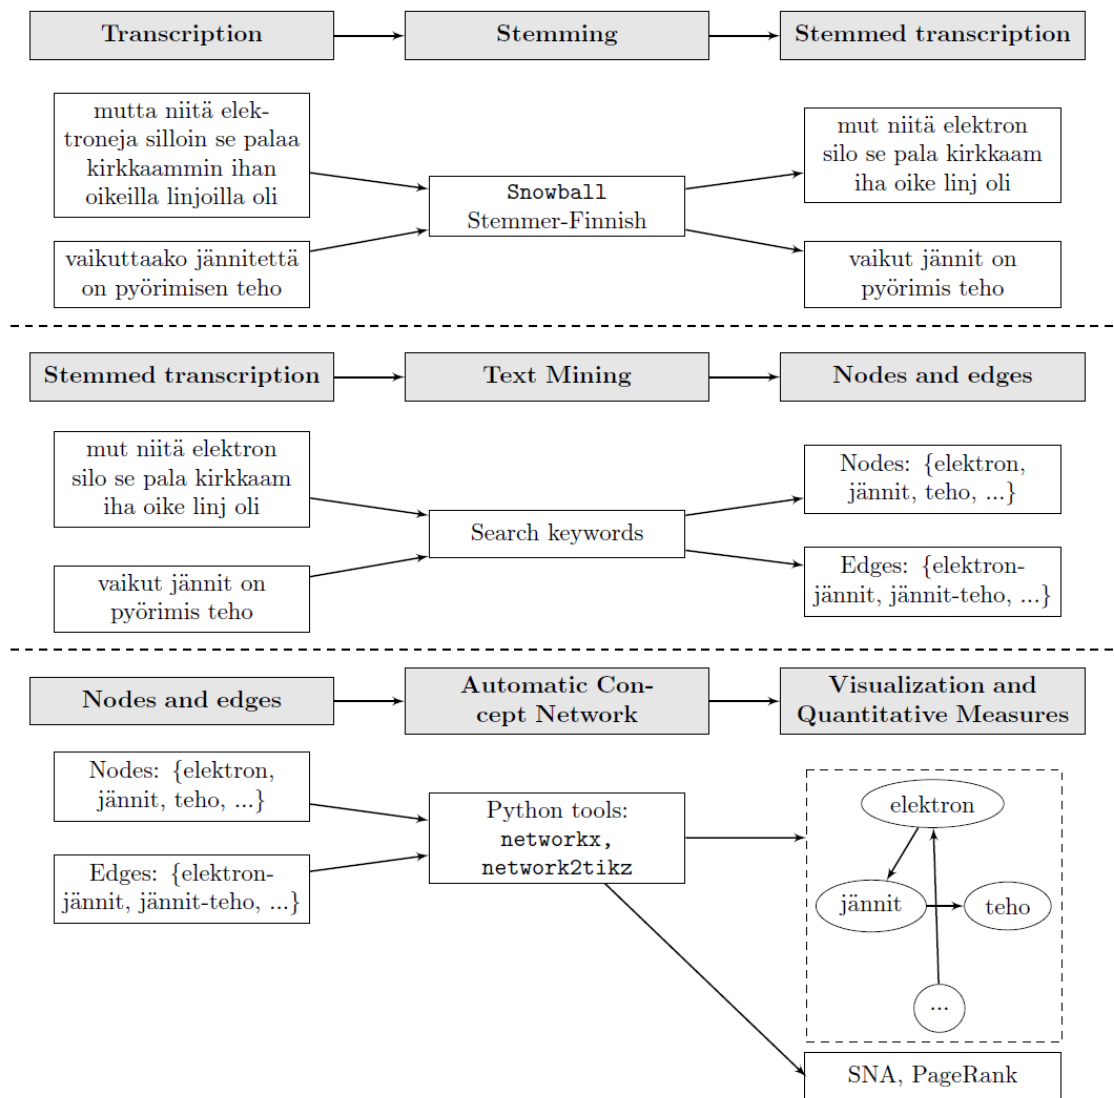 Transcription
Stemming
Stemmed transcription
mutta niitä elek-
troneja silloin se palaa
kirkkaammin ihan
oikeilla linjoilla oli
vaikuttaako jännitettä
on pyörimisen teho
Snowball
Stemmer-Finnish
mut niitä elektron
silo se pala kirkkaam
iha oike linj oli
vaikut jännit on
pyörimis teho
Stemmed transcription
Text Mining
Nodes and edges
mut niitä elektron
silo se pala kirkkaam
iha oike linj oli
vaikut jännit on
pyörimis teho
Search keywords
Nodes: {elektron,
jännit, teho, ...}
Edges: {elektron-
jännit, jännit-teho, ...}
Nodes and edges
Automatic Con-
cept Network
Visualization and
Quantitative Measures
Nodes: {elektron,
jännit, teho, ...}
Edges: {elektron-
jännit, jännit-teho, ...}
Python tools:
networkx,
network2tikz
elektron
jännit
teho
...
SNA, PageRank